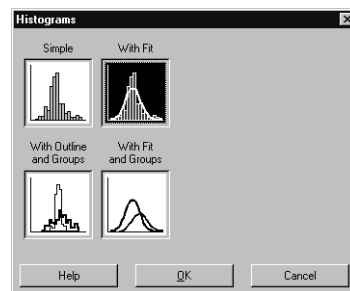 Histograms
Simple
With Fit
With Outline
and Groups
With Fit
and Groups
Help
OK
Cancel